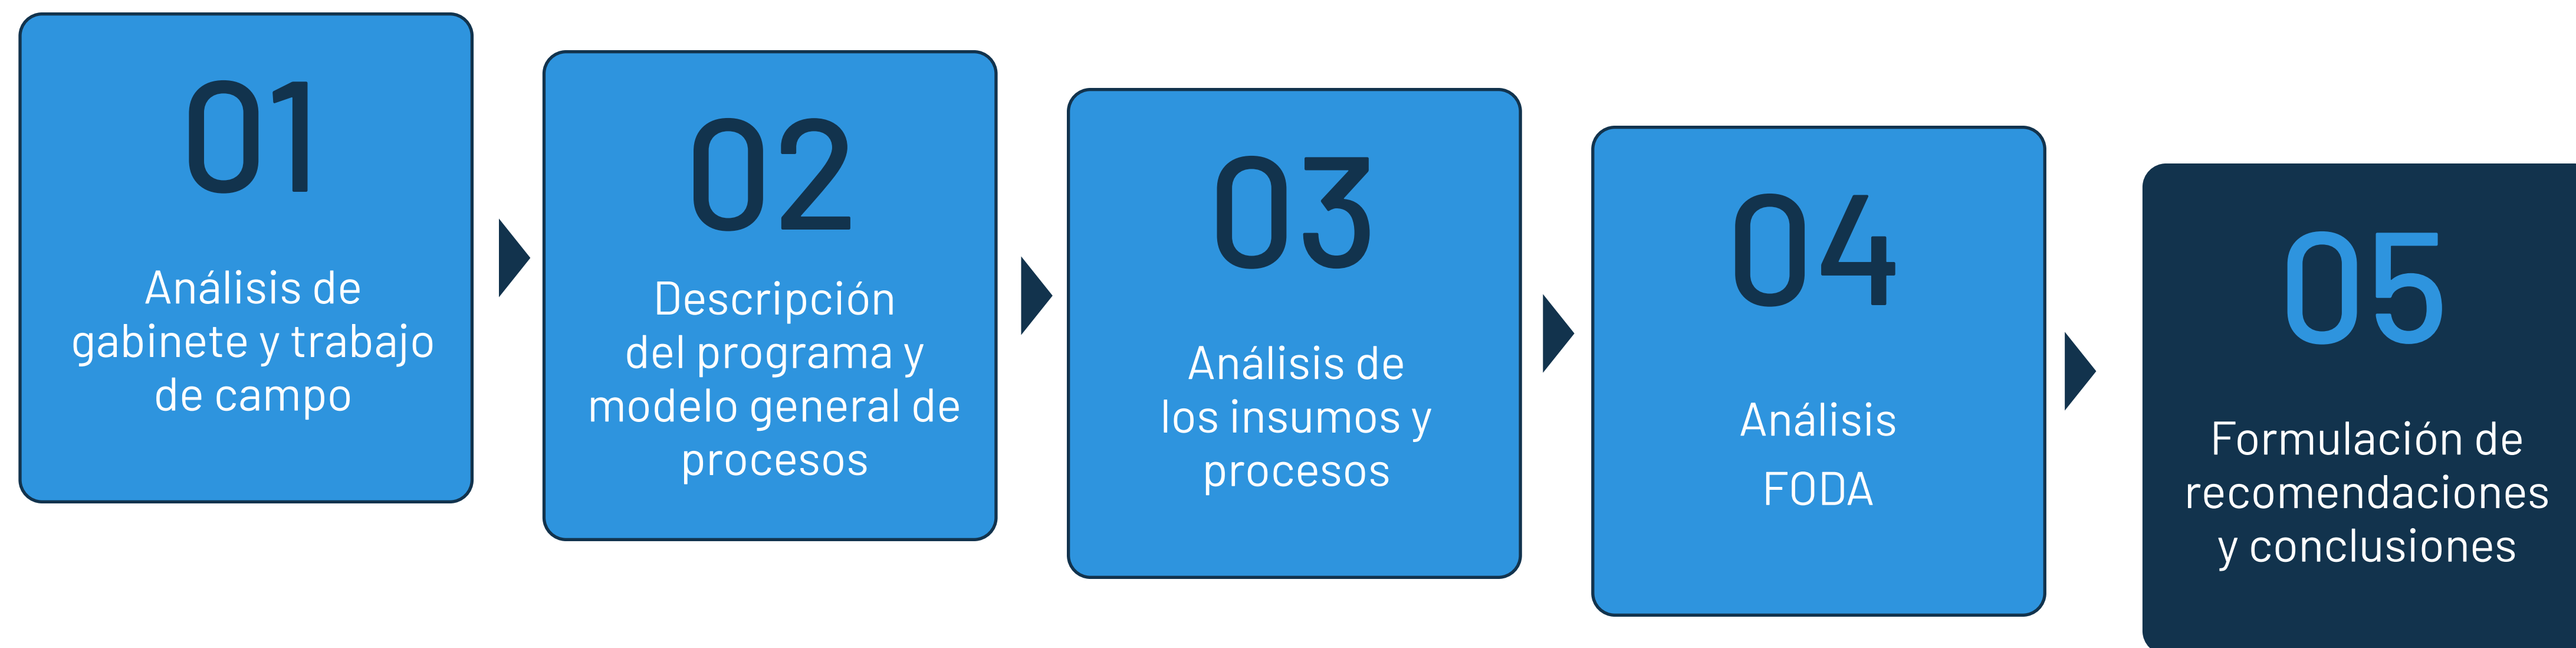 01
Análisis de
gabinete y trabajo
de campo
02
Descripción
del programa y
modelo general de
procesos
03
Análisis de
los insumos y
procesos
04
Análisis
FODA
05
Formulación de
recomendaciones
y conclusiones